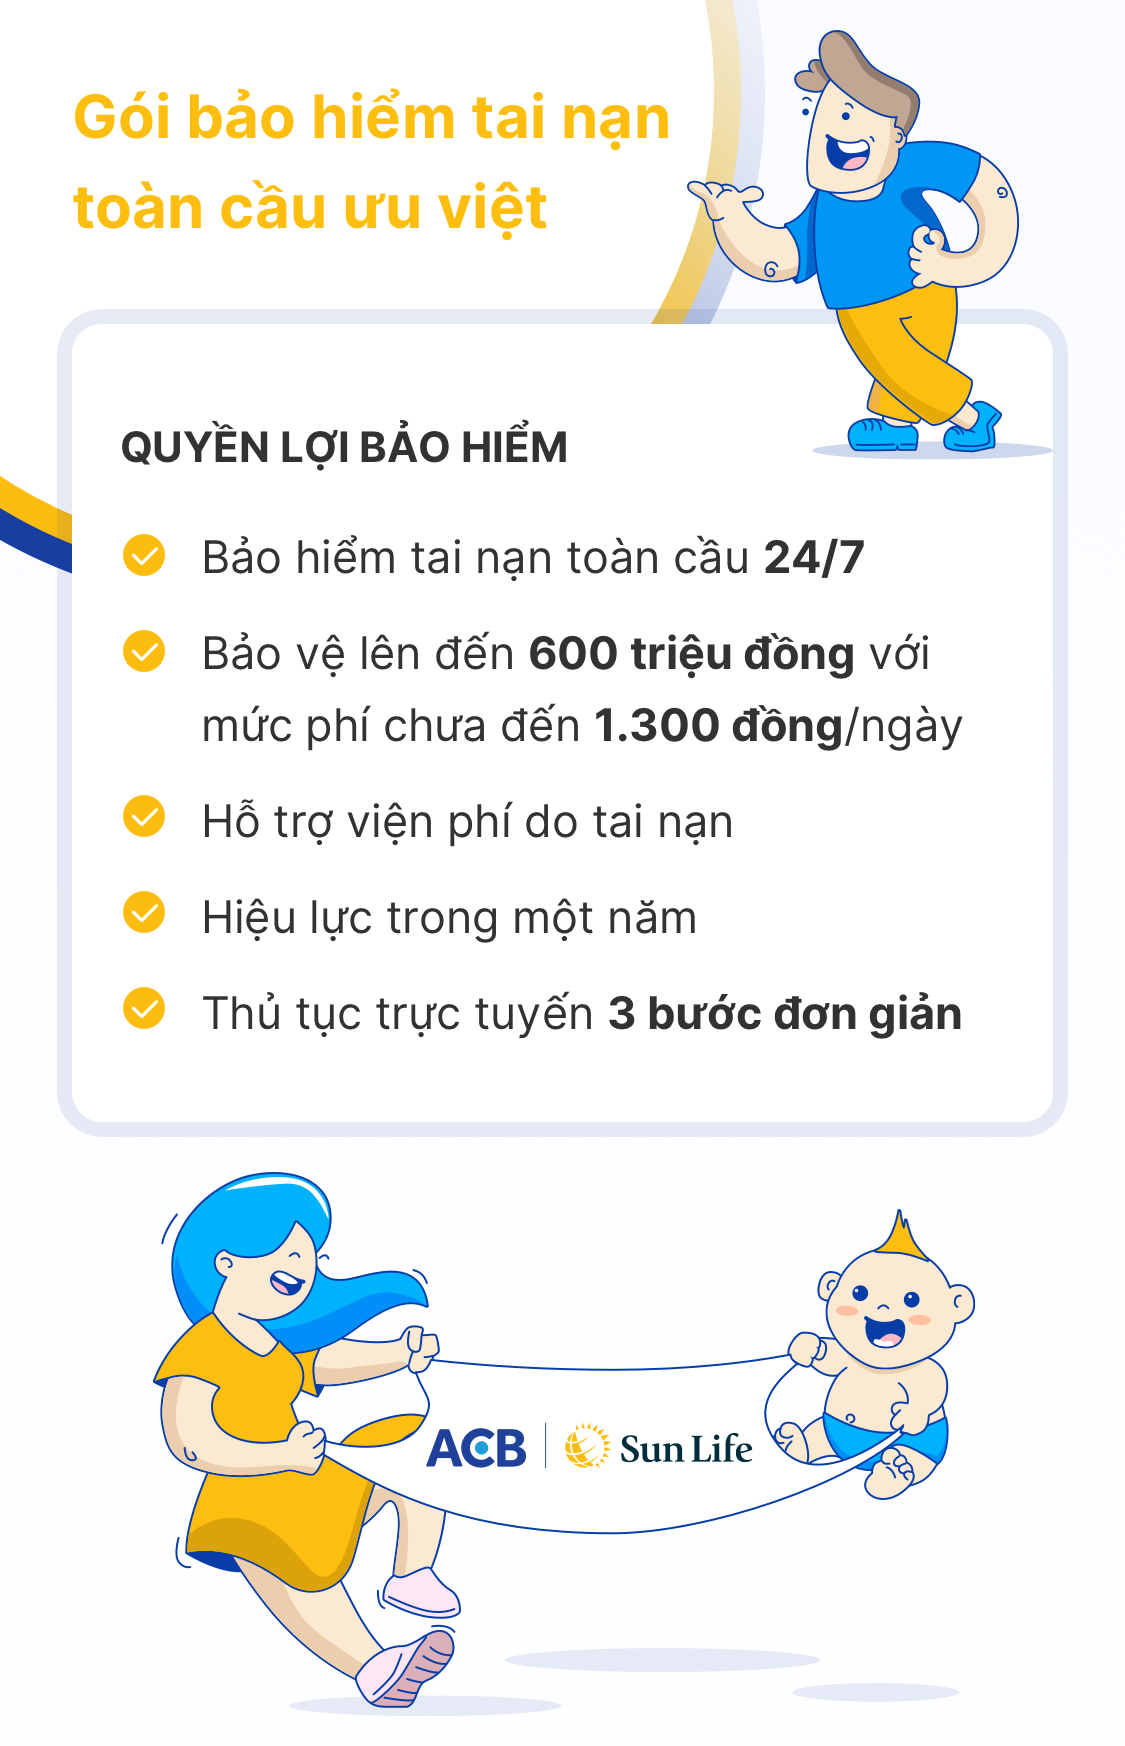 Gói bảo hiểm tai nạn
toàn cầu ưu việt
QUYỀN LỢI BẢO HIỂM
Bảo hiểm tai nạn toàn cầu 24/7
Bảo vệ lên đến 600 triệu đồng với
mức phí chưa đến 1.300 đồng/ngày
Hỗ trợ viện phí do tai nạn
Hiệu lực trong một năm
Thủ tục trực tuyến 3 bước đơn giản
ACB | Sun Life